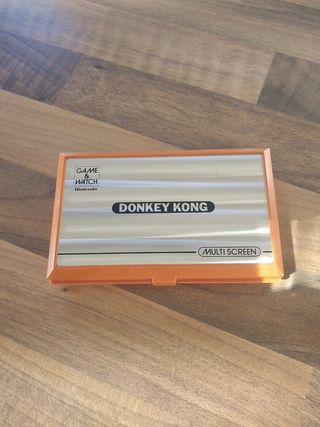 GAME
&
WATCH
Nintendo
DONKEY KONG
MULTI SCREEN